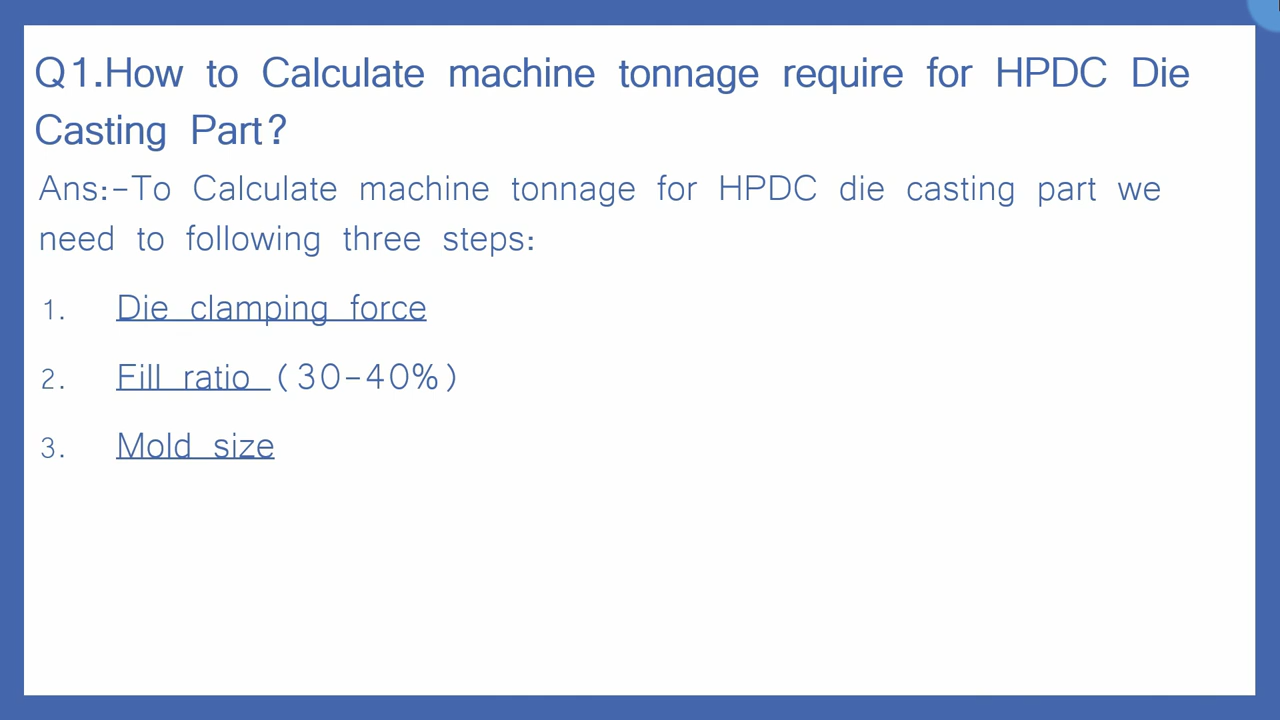 Q1.How to Calculate machine tonnage require for HPDC Die
Casting Part?
Ans:-To Calculate machine tonnage for HPDC die casting part we
need to following three steps:
1. Die clamping force
2. Fill ratio (30-40%)
3. Mold size